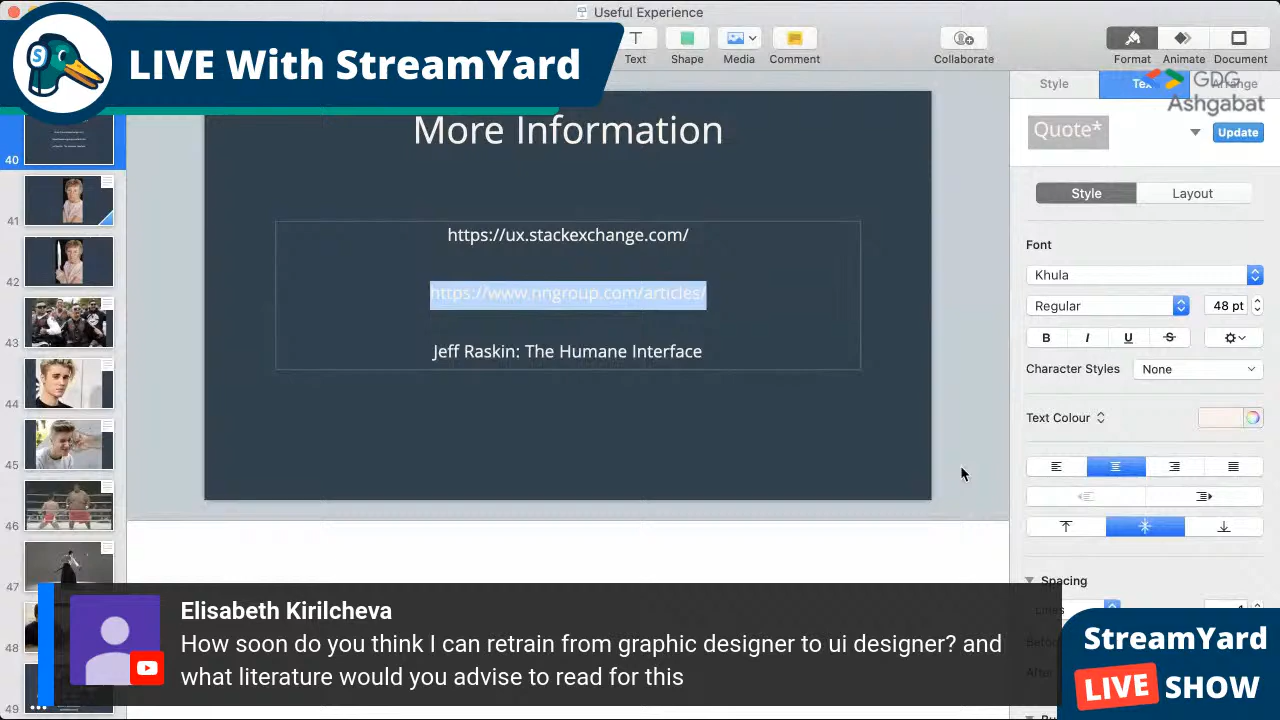 Useful Experience
S
LIVE With StreamYard
Text
Shape
Media
Comment
Collaborate
Format
Animate
Document
Style
GDG
Ashgabat
Quote*
Update
More Information
https://ux.stackexchange.com/
https://www.nngroup.com/articles/
Jeff Raskin: The Humane Interface
Style
Layout
Font
Khula
Regular
48 pt
B
I
U
S
Character Styles
None
Text Colour
Spacing
40
41
42
43
44
45
46
47
48
49
Elisabeth Kirilcheva
How soon do you think I can retrain from graphic designer to ui designer? and
what literature would you advise to read for this
StreamYard
LIVE SHOW